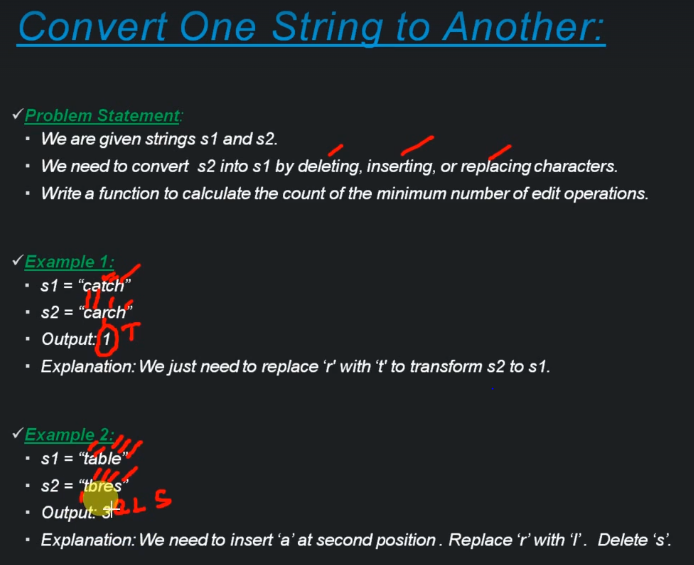 Convert One String to Another:
✓Problem Statement:
▪ We are given strings s1 and s2.
▪ We need to convert s2 into s1 by deleting, inserting, or replacing characters.
▪ Write a function to calculate the count of the minimum number of edit operations.
✓Example 1:
▪ s1 = “catch”
▪ s2 = “carch”
▪ Output: 1 T
▪ Explanation: We just need to replace ‘r' with ‘t’ to transform s2 to s1.
✓Example 2:
▪ s1 = “table”
▪ s2 = “tbres”
▪ Output: 3 L S
▪ Explanation: We need to insert ‘a’ at second position . Replace ‘r’ with ‘l’ . Delete ‘s’.